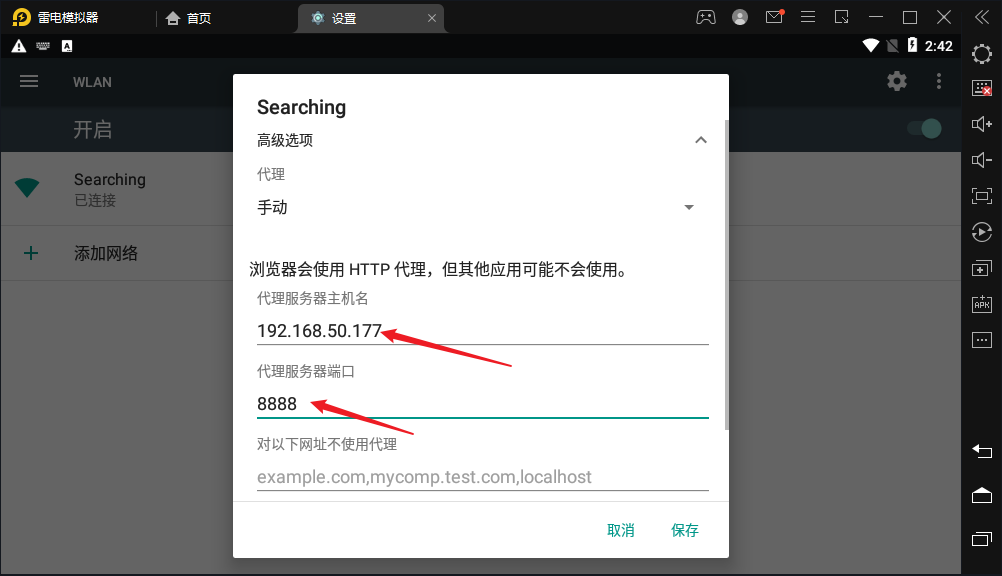 雷电模拟器
首页
设置
2:42
WLAN
开启
Searching
已连接
添加网络
Searching
高级选项
代理
手动
浏览器会使用 HTTP 代理，但其他应用可能不会使用。
代理服务器主机名
192.168.50.177
代理服务器端口
8888
对以下网址不使用代理
example.com,mycomp.test.com,localhost
取消
保存
A
APK